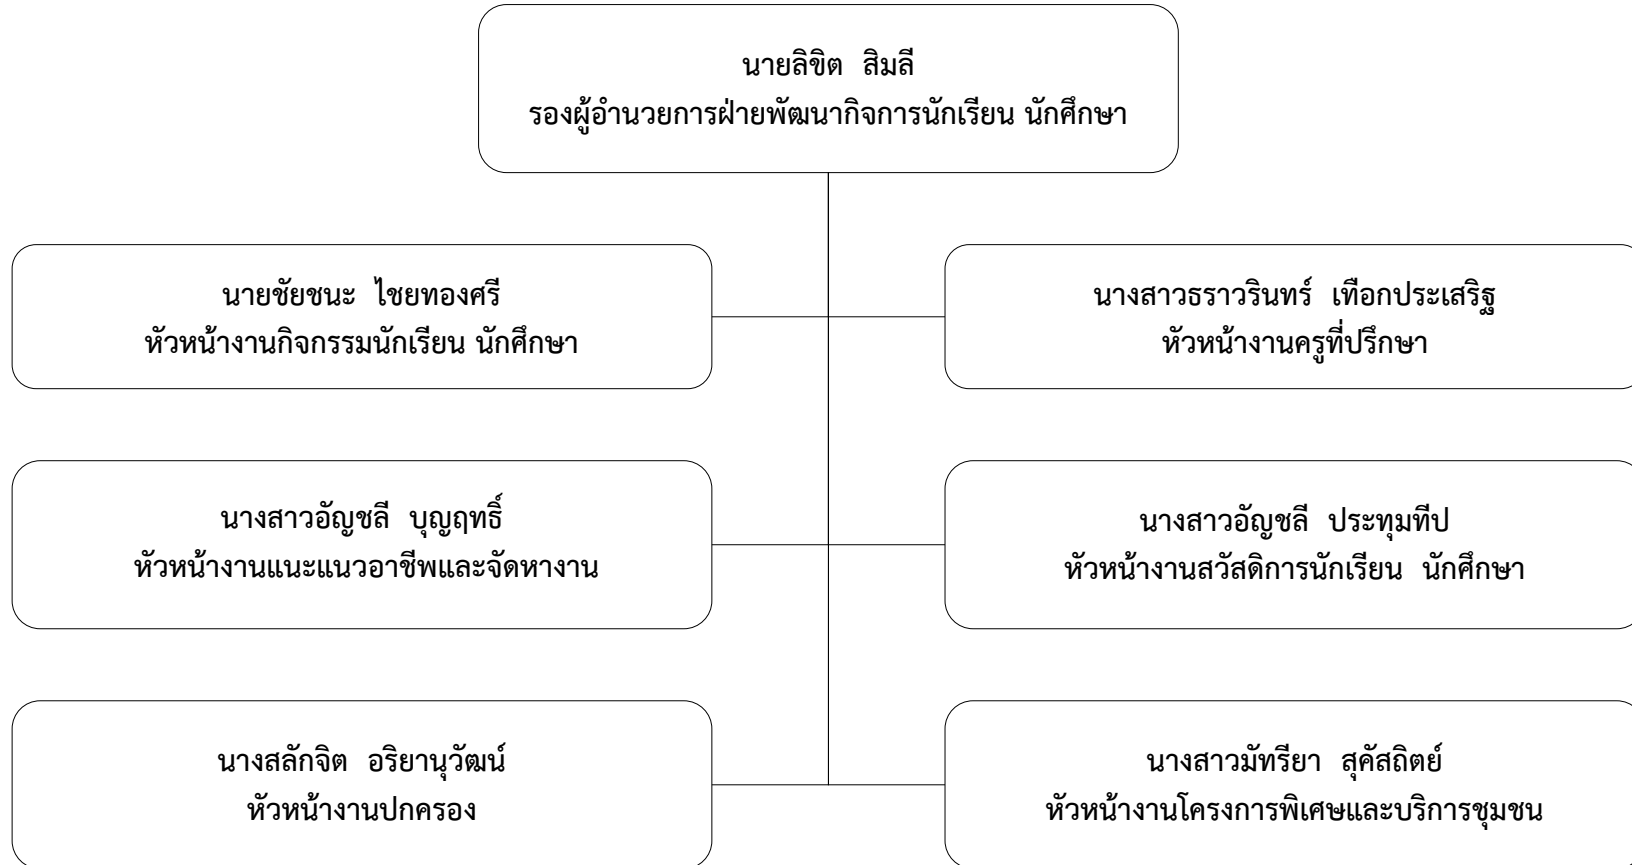 นายลิขิต สิมลี
รองผู้อำนวยการฝ่ายพัฒนากิจการนักเรียน นักศึกษา
นายชัยชนะ ไชยทองศรี
หัวหน้างานกิจกรรมนักเรียน นักศึกษา
นางสาวธราวรินทร์ เทือกประเสริฐ
หัวหน้างานครูที่ปรึกษา
นางสาวอัญชลี บุญฤทธิ์
หัวหน้างานแนะแนวอาชีพและจัดหางาน
นางสาวอัญชลี ประทุมทีป
หัวหน้างานสวัสดิการนักเรียน นักศึกษา
นางสลักจิต อริยานุวัฒน์
หัวหน้างานปกครอง
นางสาวมัทรียา สุคัสถิตย์
หัวหน้างานโครงการพิเศษและบริการชุมชน